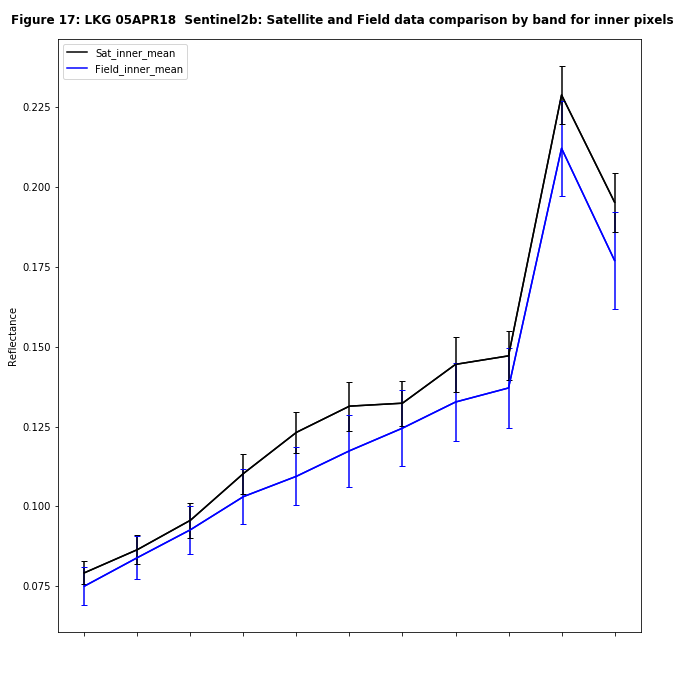 Figure 17: LKG 05APR18  Sentinel2b: Satellite and Field data comparison by band for inner pixels
Sat_inner_mean
Field_inner_mean
0.225
0.200
0.175
0.150
0.125
0.100
0.075
Reflectance